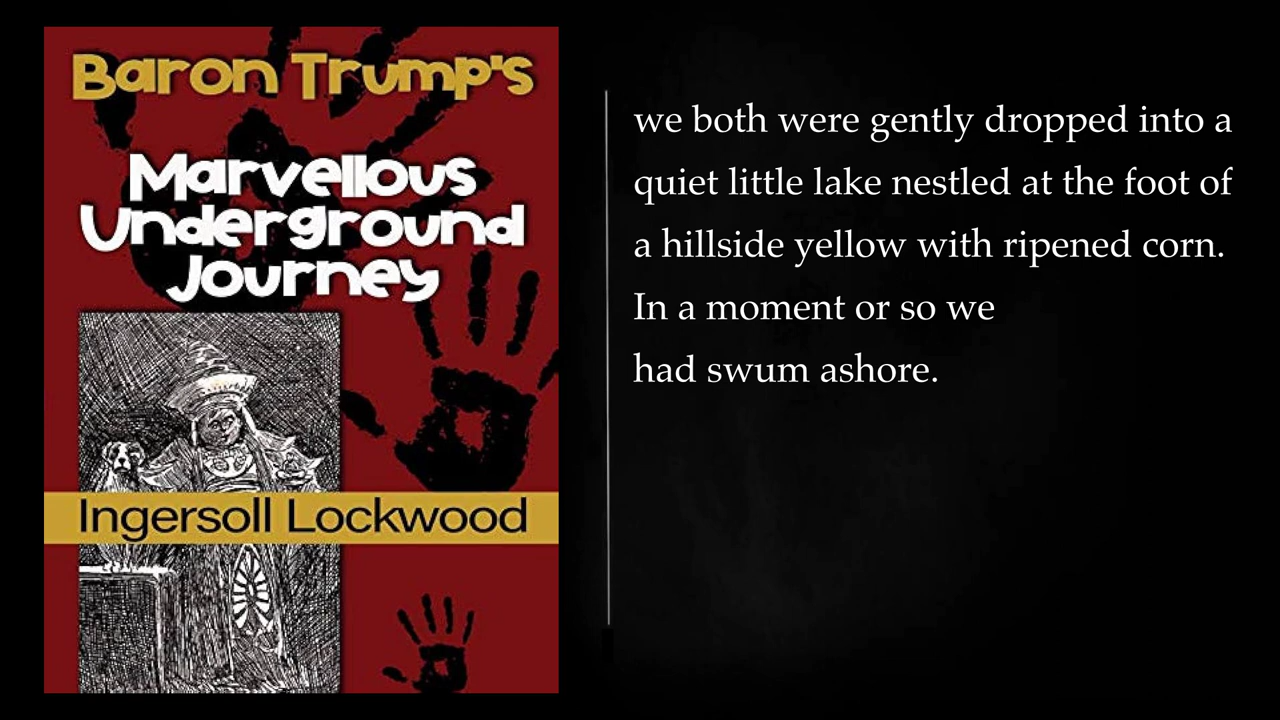 Baron Trump's
Marvellous
Underground
Journey
Ingersoll Lockwood
we both were gently dropped into a
quiet little lake nestled at the foot of
a hillside yellow with ripened corn.
In a moment or so we
had swum ashore.